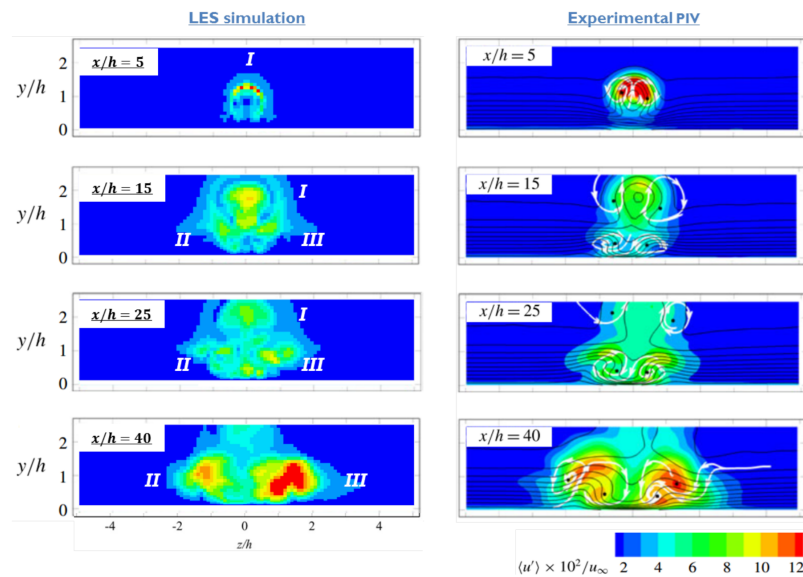 LES simulation
Experimental PIV
x/h = 5
I
y/h
2
1
0
x/h = 5
x/h = 15
I
II
III
y/h
2
1
0
x/h = 15
x/h = 25
I
II
III
y/h
2
1
0
x/h = 25
x/h = 40
II
III
y/h
2
1
0
x/h = 40
-4 -2 0 2 4
z/h
⟨u′⟩ × 10²/u∞ 2 4 6 8 10 12